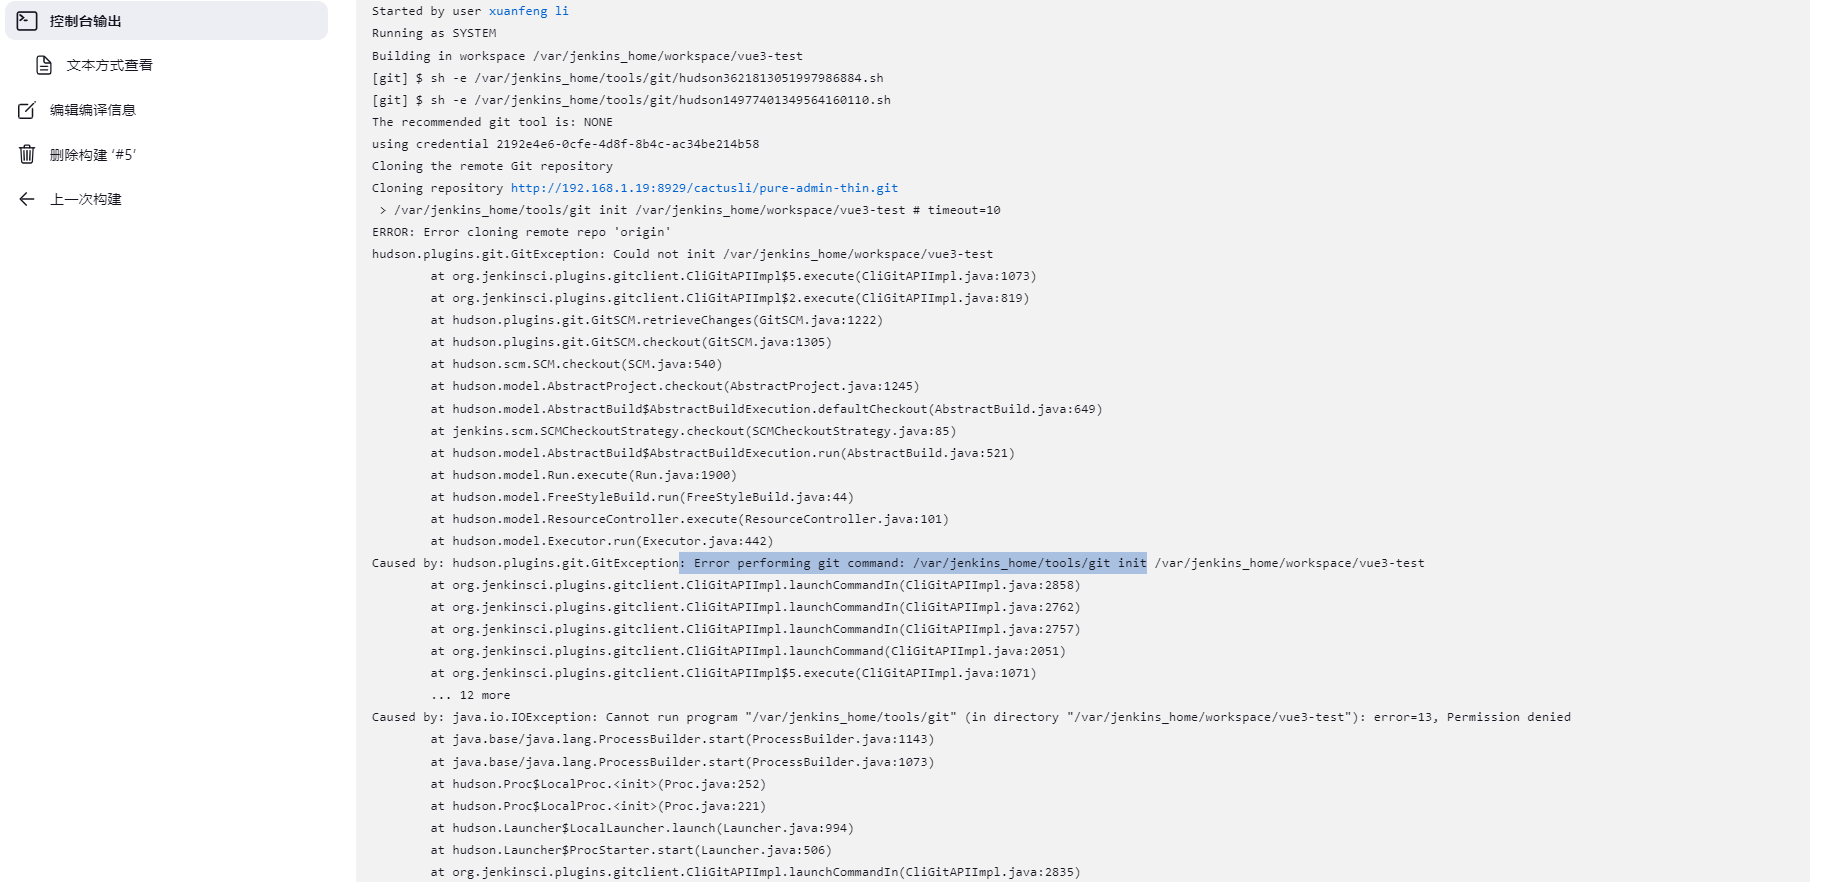 控制台输出
文本方式查看
编辑编译信息
删除构建 ‘#5’
上一次构建
Started by user xuanfeng li
Running as SYSTEM
Building in workspace /var/jenkins_home/workspace/vue3-test
[git] $ sh -e /var/jenkins_home/tools/git/hudson3621813051997986884.sh
[git] $ sh -e /var/jenkins_home/tools/git/hudson14977401349564160110.sh
The recommended git tool is: NONE
using credential 2192e4e6-0cfe-4d8f-8b4c-ac34be214b58
Cloning the remote Git repository
Cloning repository http://192.168.1.19:8929/cactusli/pure-admin-thin.git
 > /var/jenkins_home/tools/git init /var/jenkins_home/workspace/vue3-test # timeout=10
ERROR: Error cloning remote repo 'origin'
hudson.plugins.git.GitException: Could not init /var/jenkins_home/workspace/vue3-test
	at org.jenkinsci.plugins.gitclient.CliGitAPIImpl$5.execute(CliGitAPIImpl.java:1073)
	at org.jenkinsci.plugins.gitclient.CliGitAPIImpl$2.execute(CliGitAPIImpl.java:819)
	at hudson.plugins.git.GitSCM.retrieveChanges(GitSCM.java:1222)
	at hudson.plugins.git.GitSCM.checkout(GitSCM.java:1305)
	at hudson.scm.SCM.checkout(SCM.java:540)
	at hudson.model.AbstractProject.checkout(AbstractProject.java:1245)
	at hudson.model.AbstractBuild$AbstractBuildExecution.defaultCheckout(AbstractBuild.java:649)
	at jenkins.scm.SCMCheckoutStrategy.checkout(SCMCheckoutStrategy.java:85)
	at hudson.model.AbstractBuild$AbstractBuildExecution.run(AbstractBuild.java:521)
	at hudson.model.Run.execute(Run.java:1900)
	at hudson.model.FreeStyleBuild.run(FreeStyleBuild.java:44)
	at hudson.model.ResourceController.execute(ResourceController.java:101)
	at hudson.model.Executor.run(Executor.java:442)
Caused by: hudson.plugins.git.GitException: Error performing git command: /var/jenkins_home/tools/git init /var/jenkins_home/workspace/vue3-test
	at org.jenkinsci.plugins.gitclient.CliGitAPIImpl.launchCommandIn(CliGitAPIImpl.java:2858)
	at org.jenkinsci.plugins.gitclient.CliGitAPIImpl.launchCommandIn(CliGitAPIImpl.java:2762)
	at org.jenkinsci.plugins.gitclient.CliGitAPIImpl.launchCommandIn(CliGitAPIImpl.java:2757)
	at org.jenkinsci.plugins.gitclient.CliGitAPIImpl.launchCommand(CliGitAPIImpl.java:2051)
	at org.jenkinsci.plugins.gitclient.CliGitAPIImpl$5.execute(CliGitAPIImpl.java:1071)
	... 12 more
Caused by: java.io.IOException: Cannot run program "/var/jenkins_home/tools/git" (in directory "/var/jenkins_home/workspace/vue3-test"): error=13, Permission denied
	at java.base/java.lang.ProcessBuilder.start(ProcessBuilder.java:1143)
	at java.base/java.lang.ProcessBuilder.start(ProcessBuilder.java:1073)
	at hudson.Proc$LocalProc.<init>(Proc.java:252)
	at hudson.Proc$LocalProc.<init>(Proc.java:221)
	at hudson.Launcher$LocalLauncher.launch(Launcher.java:994)
	at hudson.Launcher$ProcStarter.start(Launcher.java:506)
	at org.jenkinsci.plugins.gitclient.CliGitAPIImpl.launchCommandIn(CliGitAPIImpl.java:2835)